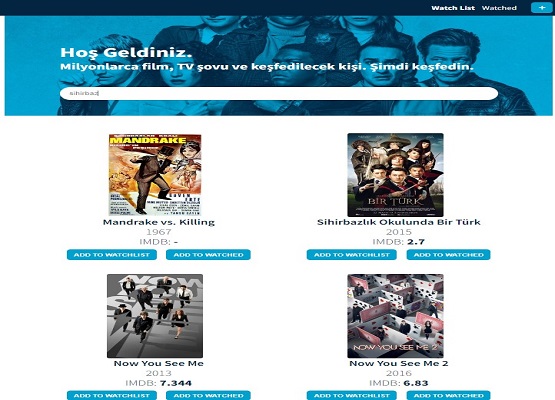 Watch List Watched +
Hoş Geldiniz.
Milyonlarca film, TV şovu ve keşfedilecek kişi. Şimdi keşfedin.
sihirbaz
MANDRAKE
BİR TÜRK
Mandrake vs. Killing
1967
IMDB: -
ADD TO WATCHLIST ADD TO WATCHED
Sihirbazlık Okulunda Bir Türk
2015
IMDB: 2.7
ADD TO WATCHLIST ADD TO WATCHED
NOW YOU SEE ME 2
Now You See Me
2013
IMDB: 7.344
ADD TO WATCHLIST ADD TO WATCHED
Now You See Me 2
2016
IMDB: 6.83
ADD TO WATCHLIST ADD TO WATCHED